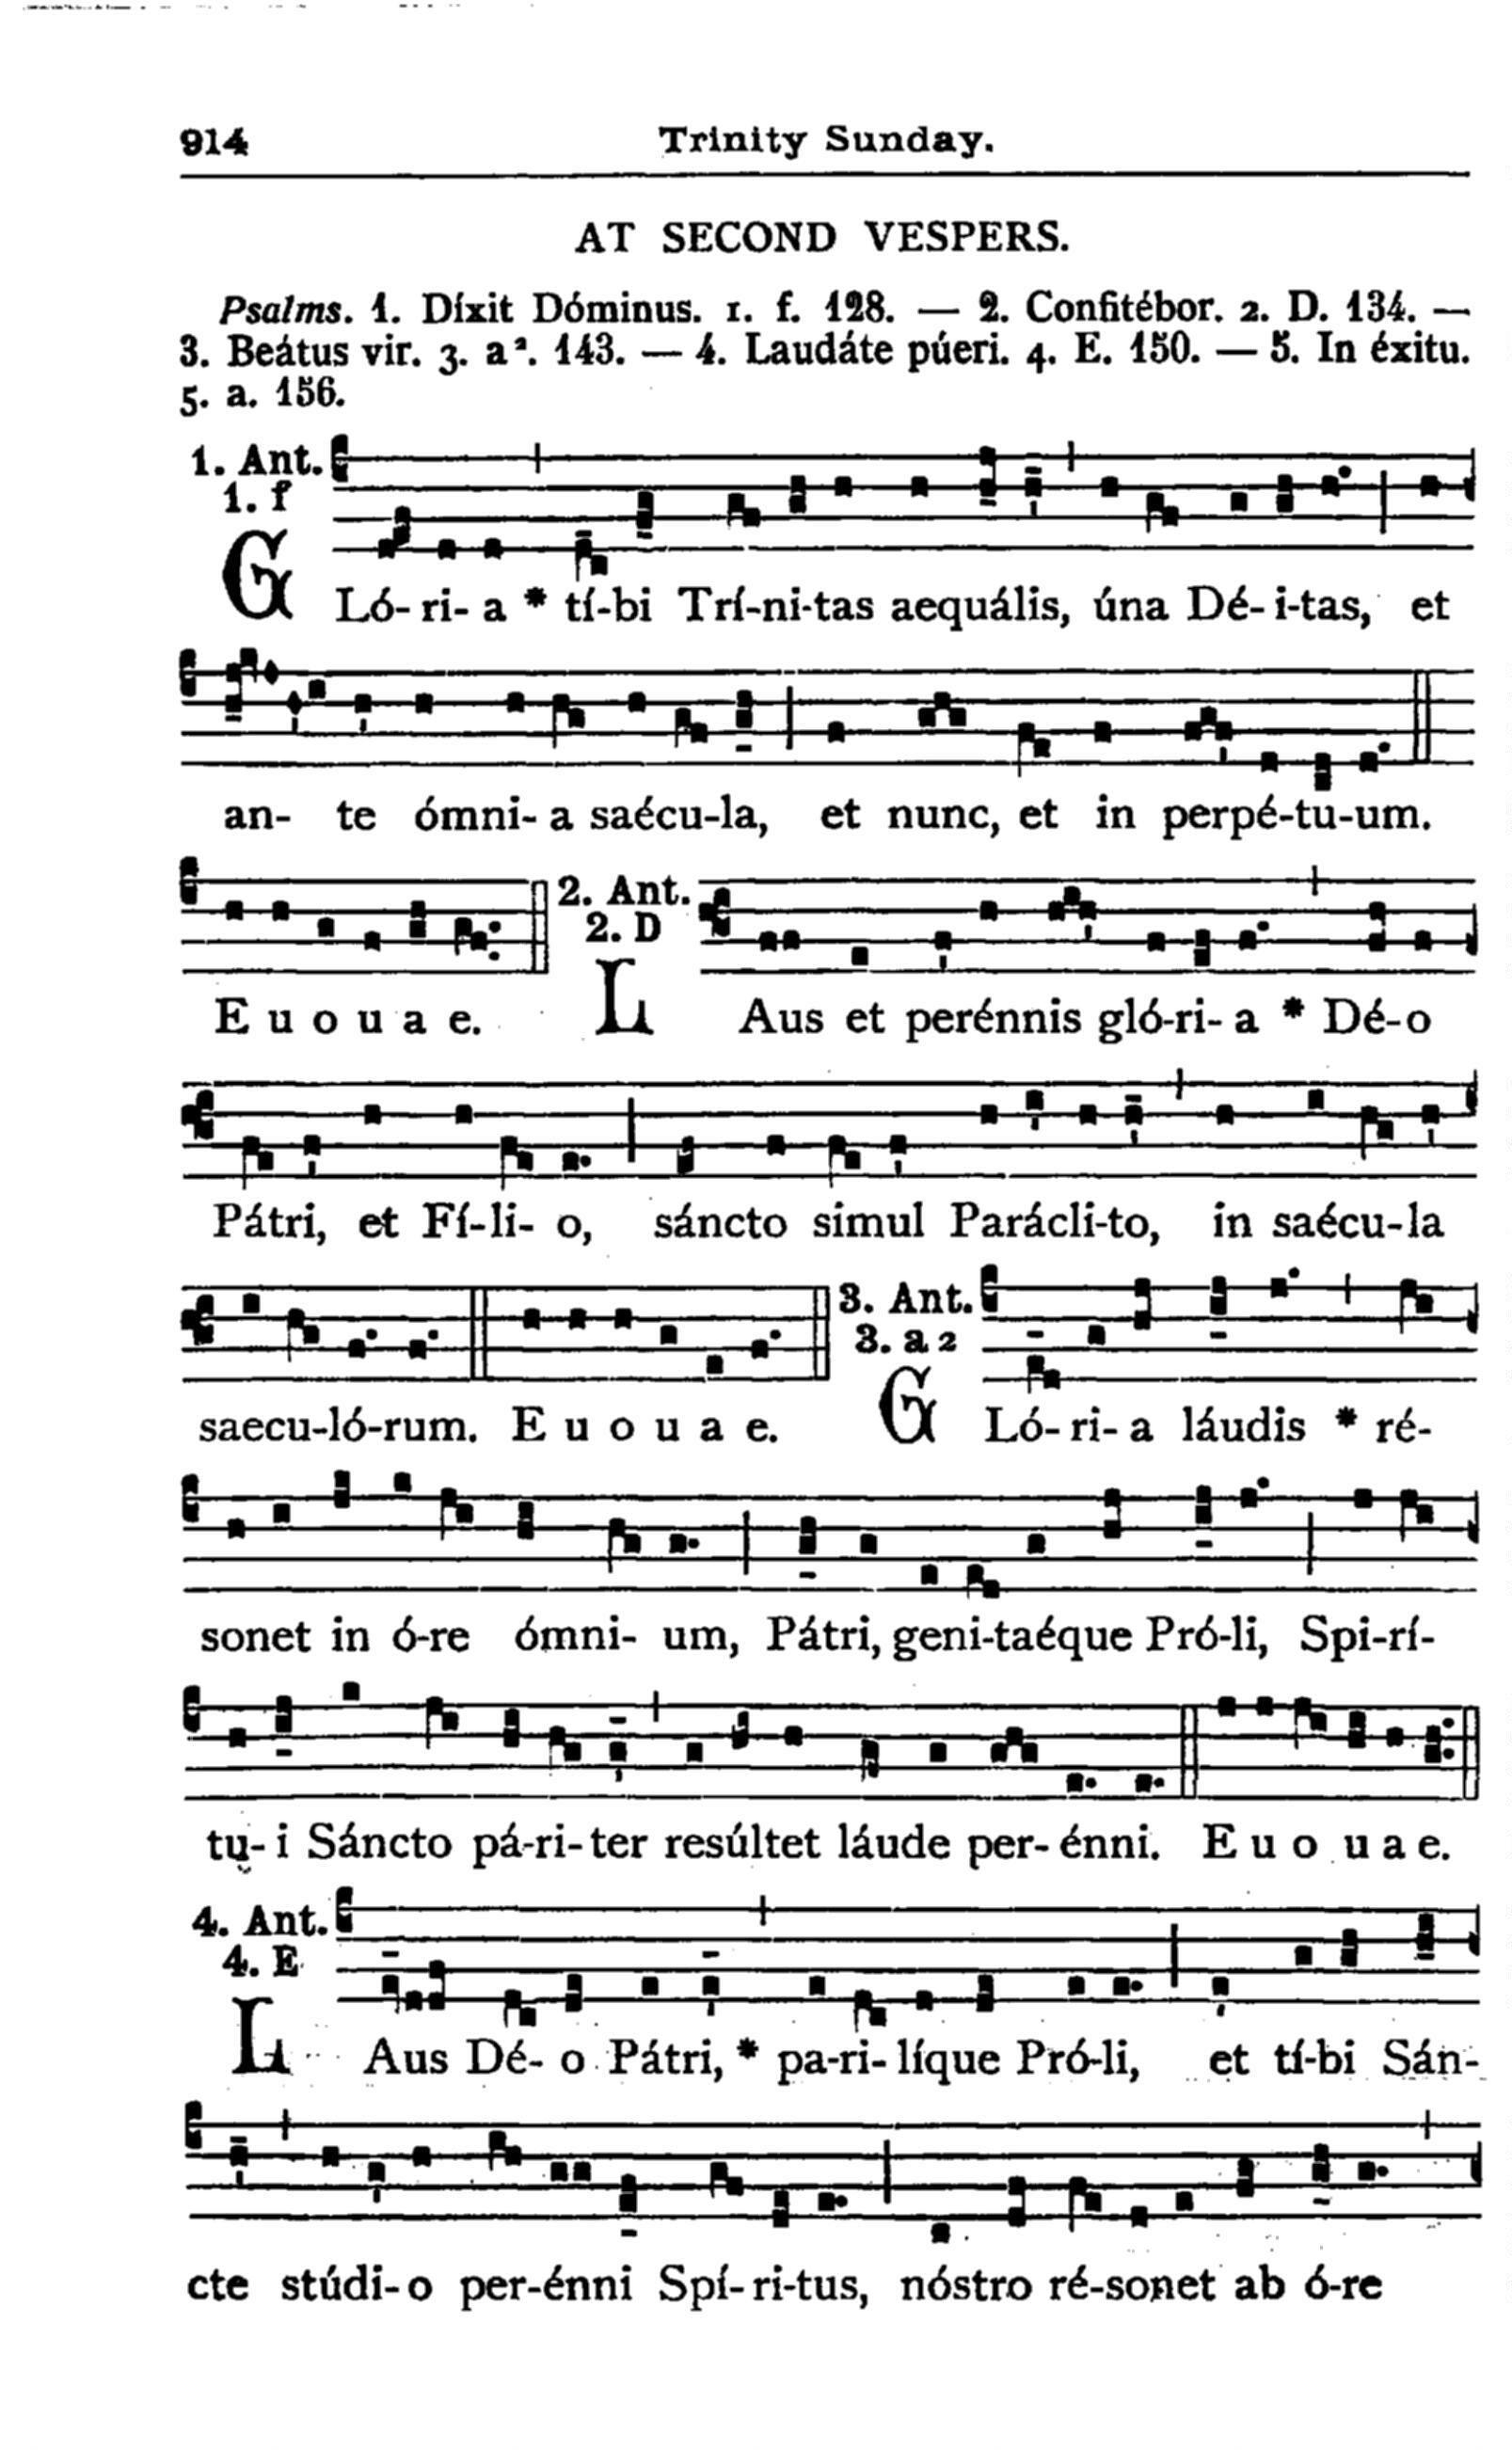 914 Trinity Sunday.
AT SECOND VESPERS.
Psalms. 1. Díxit Dóminus. 1. f. 128. — 2. Confitébor. 2. D. 134. —
3. Beátus vir. 3. a². 143. — 4. Laudáte púeri. 4. E. 150. — 5. In éxitu.
5. a. 156.
1. Ant.
1. f
GLó- ri- a * tí-bi Trí-ni-tas aequális, úna Dé- i-tas, et
an- te ómni- a saécu-la, et nunc, et in perpé-tu-um.
2. Ant.
2. D
E u o u a e. LAus et perénnis gló-ri- a * Dé-o
Pátri, et Fí-li- o, sáncto simul Parácli-to, in saécu-la
3. Ant.
3. a 2
saecu-ló-rum. E u o u a e. GLó- ri- a láudis * ré-
sonet in ó-re ómni- um, Pátri, geni-taéque Pró-li, Spi-rí-
tu- i Sáncto pá-ri- ter resúltet láude per- énni. E u o u a e.
4. Ant.
4. E
LAus Dé- o Pátri, * pa-ri- líque Pró-li, et tí-bi Sán-
cte stúdi- o per-énni Spí- ri-tus, nóstro ré-sonet ab ó-re